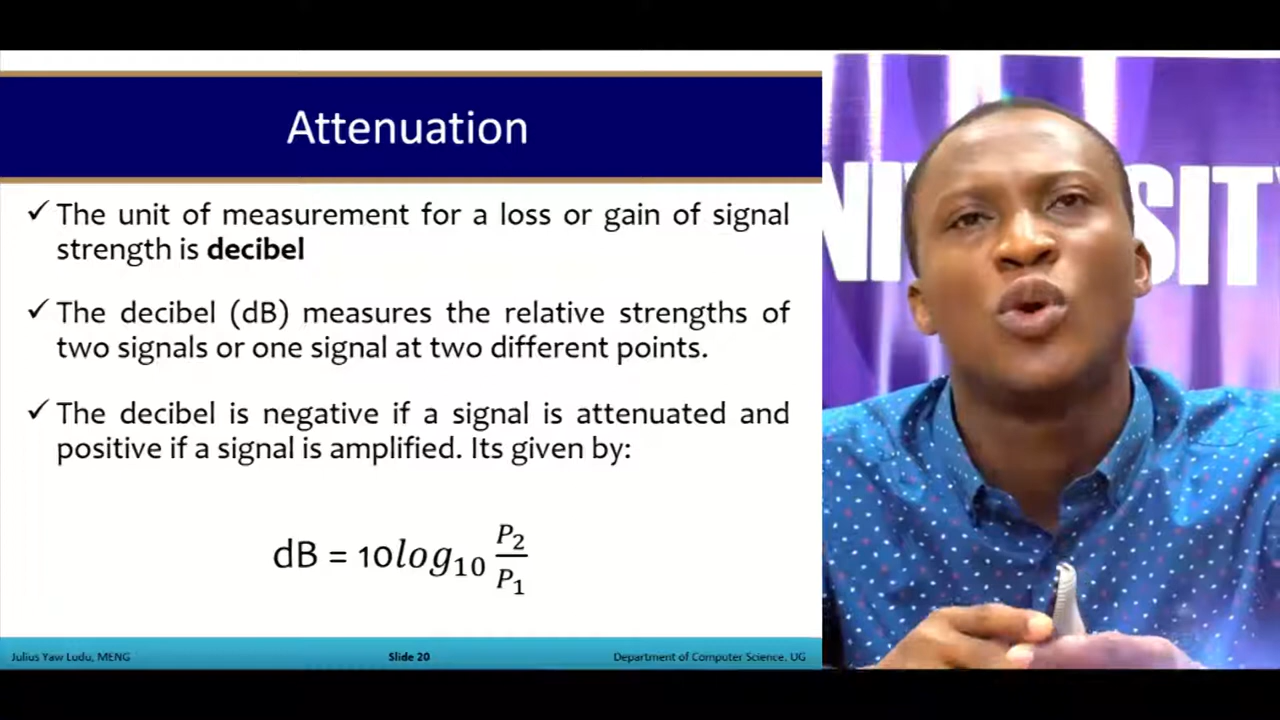 Attenuation
✓ The unit of measurement for a loss or gain of signal
strength is decibel
✓ The decibel (dB) measures the relative strengths of
two signals or one signal at two different points.
✓ The decibel is negative if a signal is attenuated and
positive if a signal is amplified. Its given by:
dB = 10log₁₀ P₂/P₁
Julius Yaw Ludu, MENG
Slide 20
Department of Computer Science, UG